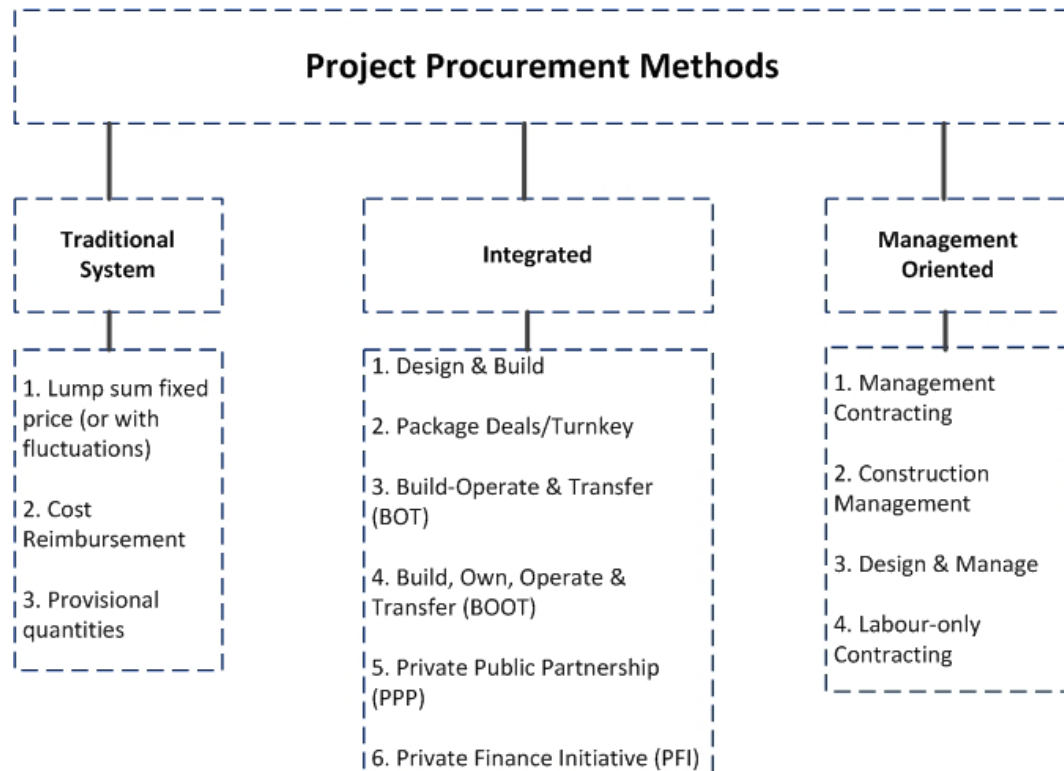 Project Procurement Methods
Traditional
System
Integrated
Management
Oriented
1. Lump sum fixed
price (or with
fluctuations)
2. Cost
Reimbursement
3. Provisional
quantities
1. Design & Build
2. Package Deals/Turnkey
3. Build-Operate & Transfer
(BOT)
4. Build, Own, Operate &
Transfer (BOOT)
5. Private Public Partnership
(PPP)
6. Private Finance Initiative (PFI)
1. Management
Contracting
2. Construction
Management
3. Design & Manage
4. Labour-only
Contracting